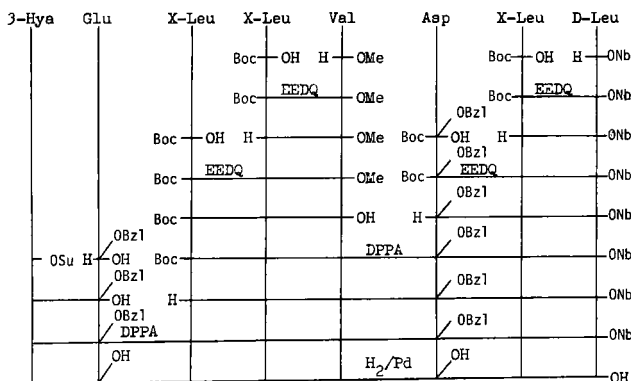 3-Hya Glu X-Leu X-Leu Val Asp X-Leu D-Leu
Boc OH H OMe Boc OH H ONb
Boc EEDQ OMe Boc EEDQ ONb
OBzl
Boc OH H OMe Boc OH H ONb
OBzl
Boc EEDQ OMe Boc EEDQ ONb
OBzl
Boc OH H ONb
OBzl OBzl
OSu H OH Boc DPPA ONb
OBzl OBzl
OH H ONb
OBzl OBzl
DPPA ONb
OH H2/Pd OH
OH